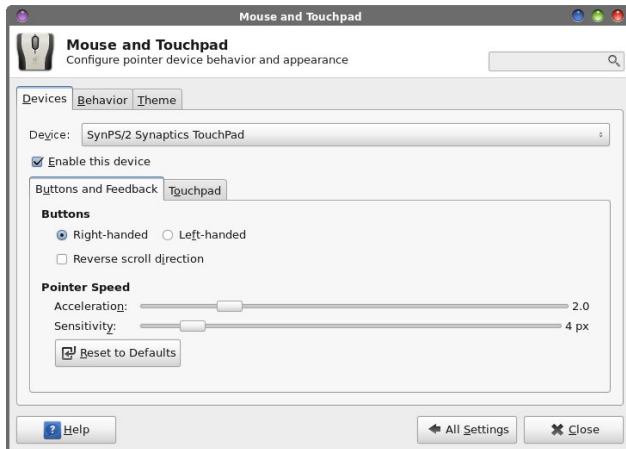 Mouse and Touchpad
Mouse and Touchpad
Configure pointer device behavior and appearance
Devices Behavior Theme
Device: SynPS/2 Synaptics TouchPad
Enable this device
Buttons and Feedback Touchpad
Buttons
Right-handed Left-handed
Reverse scroll direction
Pointer Speed
Acceleration: 2.0
Sensitivity: 4 px
Reset to Defaults
? Help All Settings Close